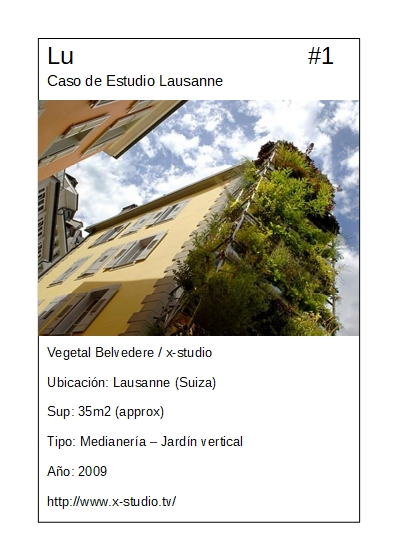 Lu #1
Caso de Estudio Lausanne
Vegetal Belvedere / x-studio
Ubicación: Lausanne (Suiza)
Sup: 35m2 (approx)
Tipo: Medianería – Jardín vertical
Año: 2009
http://www.x-studio.tv/